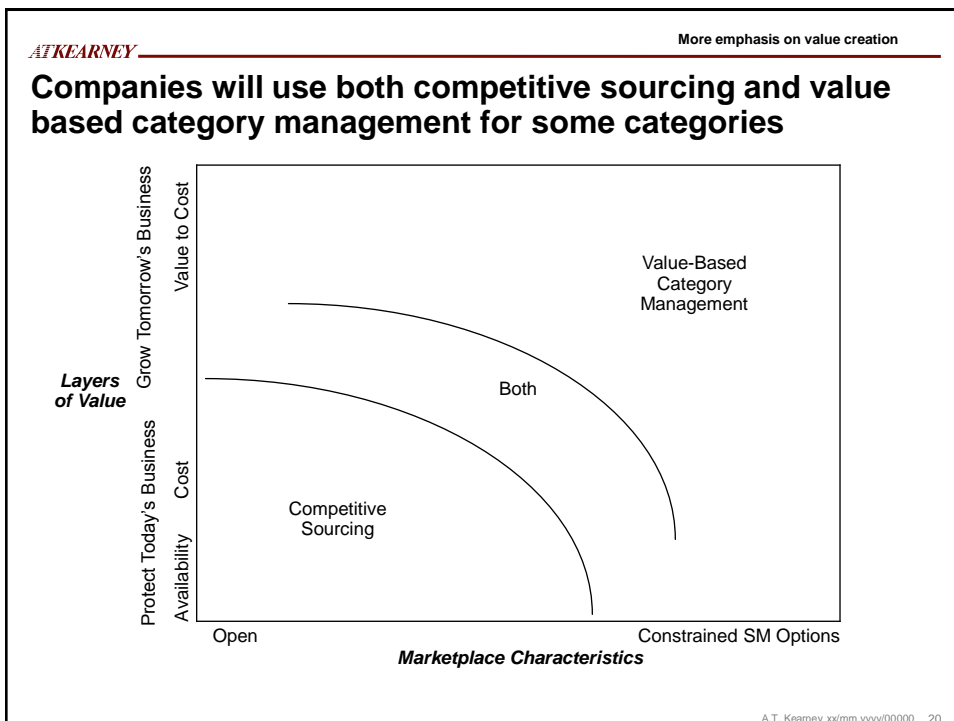 More emphasis on value creation
ATKEARNEY
Companies will use both competitive sourcing and value
based category management for some categories
Grow Tomorrow's Business
Value to Cost
Value-Based
Category
Management
Both
Layers
of Value
Protect Today's Business
Cost
Availability
Competitive
Sourcing
Open
Constrained SM Options
Marketplace Characteristics
A.T. Kearney xx/mm.yyyy/00000 20